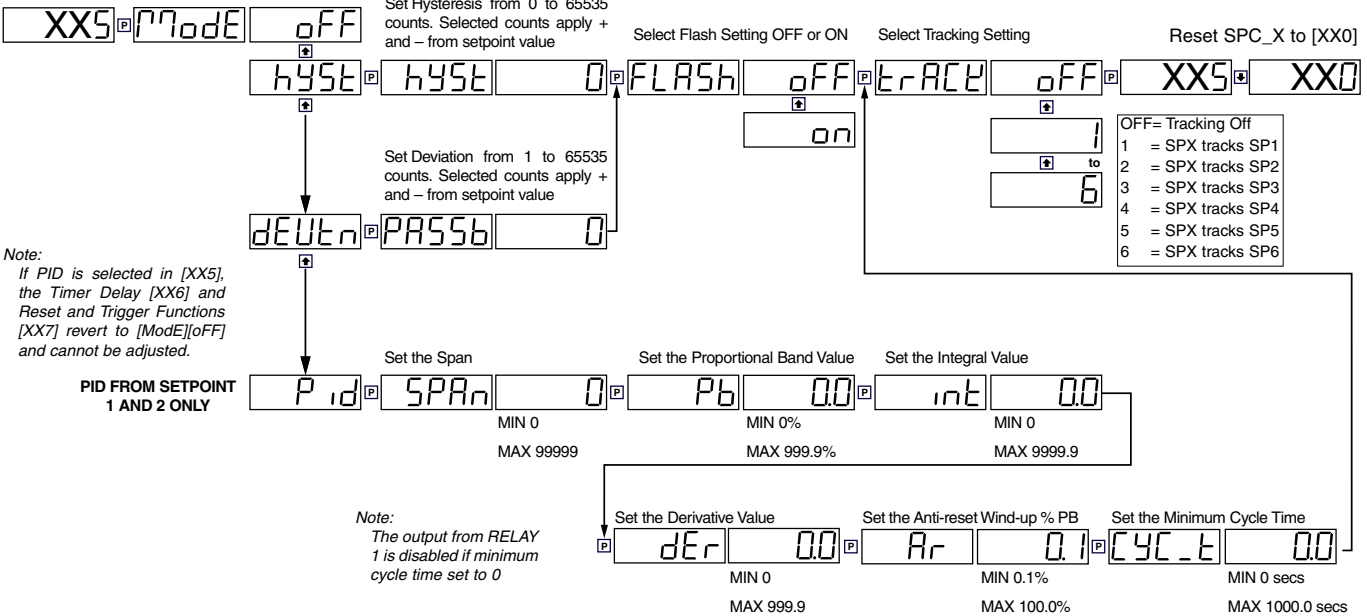 Set Hysteresis from 0 to 65535
counts. Selected counts apply +
and – from setpoint value
Select Flash Setting OFF or ON
Select Tracking Setting
Reset SPC_X to [XX0]
XX5 P ModE oFF
hySt P hySt 0 P FLASh oFF P trACK oFF P XX5 XX0
on
1
to
6
OFF= Tracking Off
1 = SPX tracks SP1
2 = SPX tracks SP2
3 = SPX tracks SP3
4 = SPX tracks SP4
5 = SPX tracks SP5
6 = SPX tracks SP6
Set Deviation from 1 to 65535
counts. Selected counts apply +
and – from setpoint value
dEVtn P PASSb 0
Note:
If PID is selected in [XX5],
the Timer Delay [XX6] and
Reset and Trigger Functions
[XX7] revert to [ModE][oFF]
and cannot be adjusted.
PID FROM SETPOINT
1 AND 2 ONLY
Set the Span
Set the Proportional Band Value
Set the Integral Value
Pid P SPAn 0 P Pb 0.0 P int 0.0
MIN 0
MAX 99999
MIN 0%
MAX 999.9%
MIN 0
MAX 9999.9
Note:
The output from RELAY
1 is disabled if minimum
cycle time set to 0
Set the Derivative Value
Set the Anti-reset Wind-up % PB
Set the Minimum Cycle Time
P dEr 0.0 P Ar 0.1 P CYC_t 0.0
MIN 0
MAX 999.9
MIN 0.1%
MAX 100.0%
MIN 0 secs
MAX 1000.0 secs